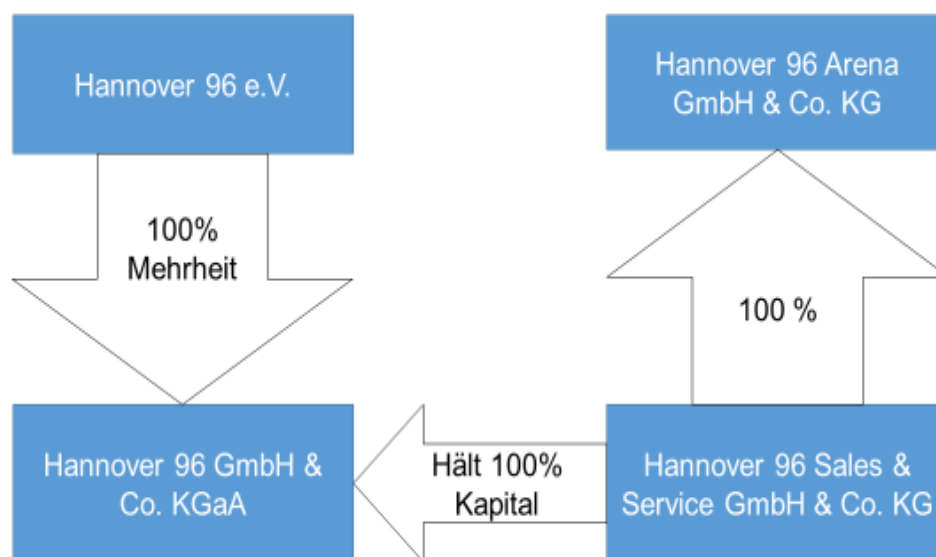 Hannover 96 e.V.
Hannover 96 Arena
GmbH & Co. KG
100%
Mehrheit
100 %
Hannover 96 GmbH &
Co. KGaA
Hält 100%
Kapital
Hannover 96 Sales &
Service GmbH & Co. KG